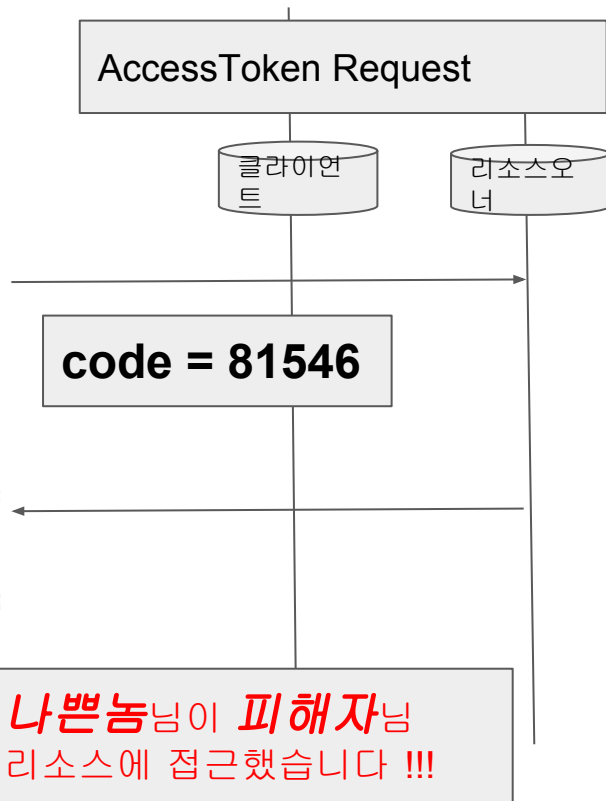 AccessToken Request
클라이언
트
리소스오
너
code = 81546
나쁜놈님이 피해자님
리소스에 접근했습니다 !!!